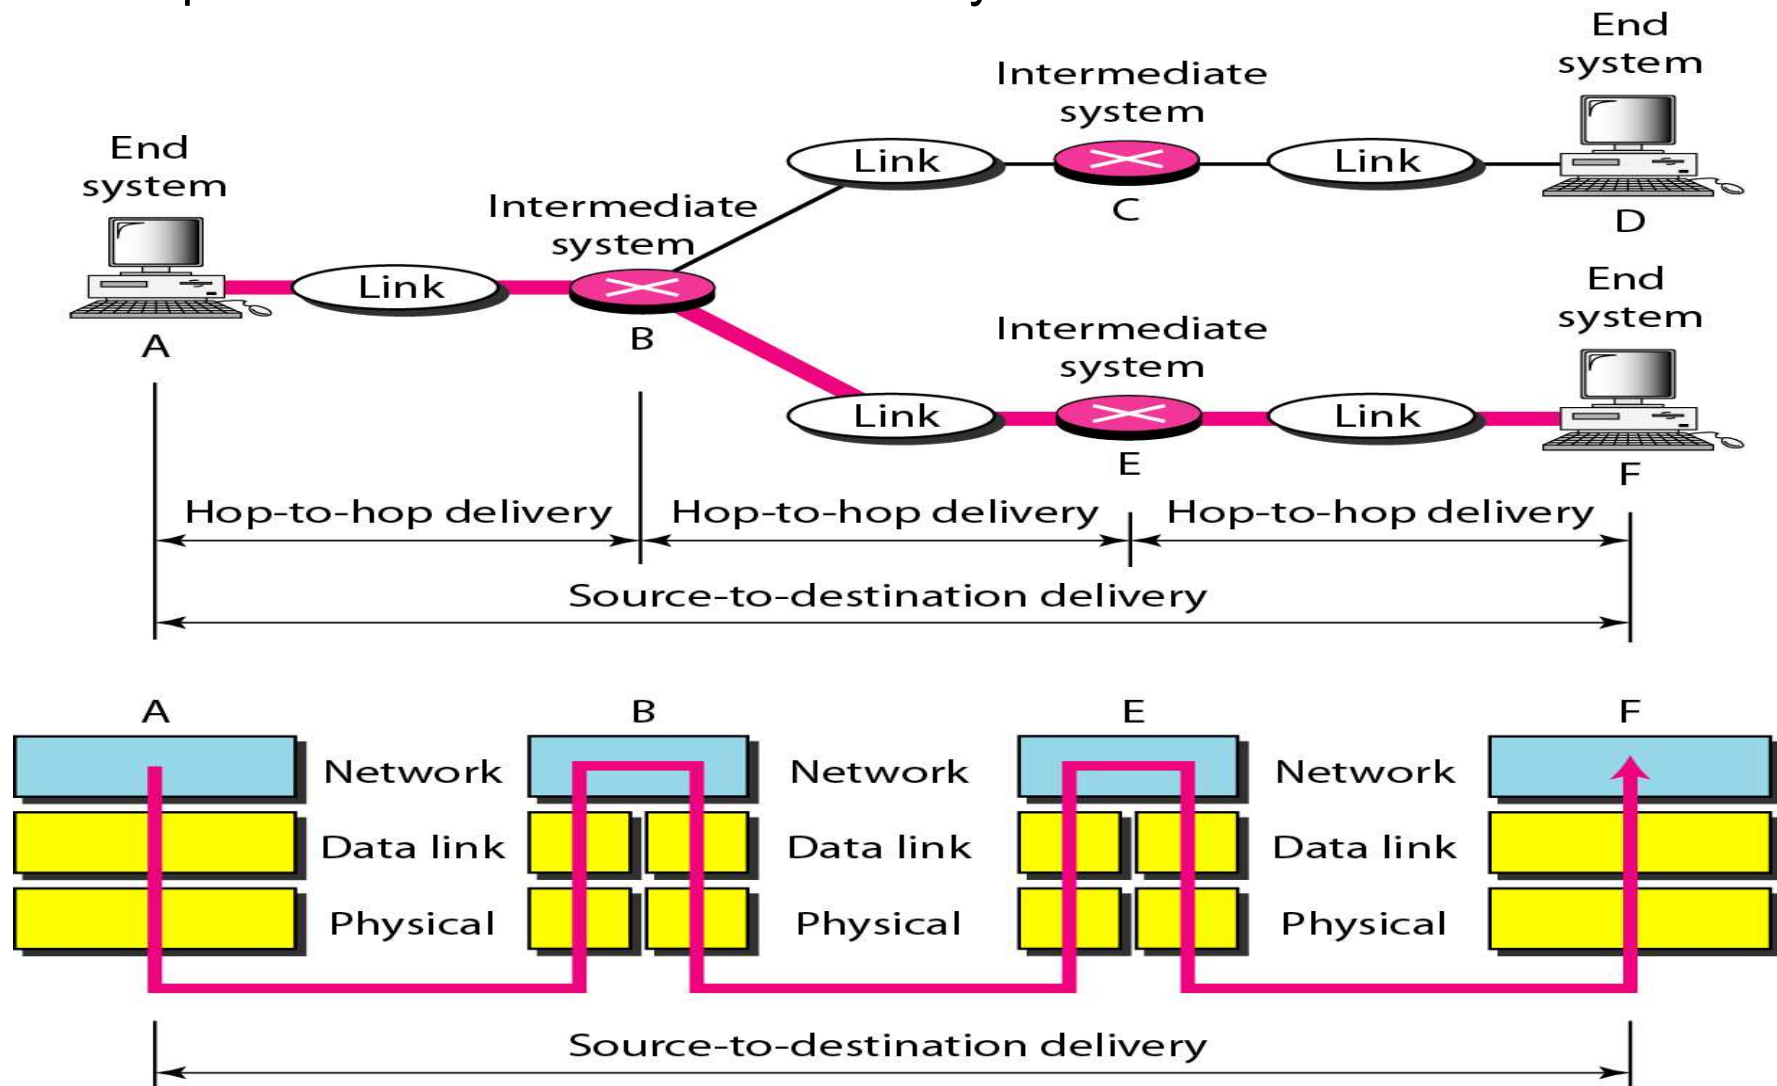 End
system
Intermediate
system
End
system
Link
Link
C
D
Intermediate
system
Link
A
B
End
system
Intermediate
system
Link
Link
E
F
Hop-to-hop delivery
Hop-to-hop delivery
Hop-to-hop delivery
Source-to-destination delivery
A
B
E
F
Network
Network
Network
Data link
Data link
Data link
Physical
Physical
Physical
Source-to-destination delivery